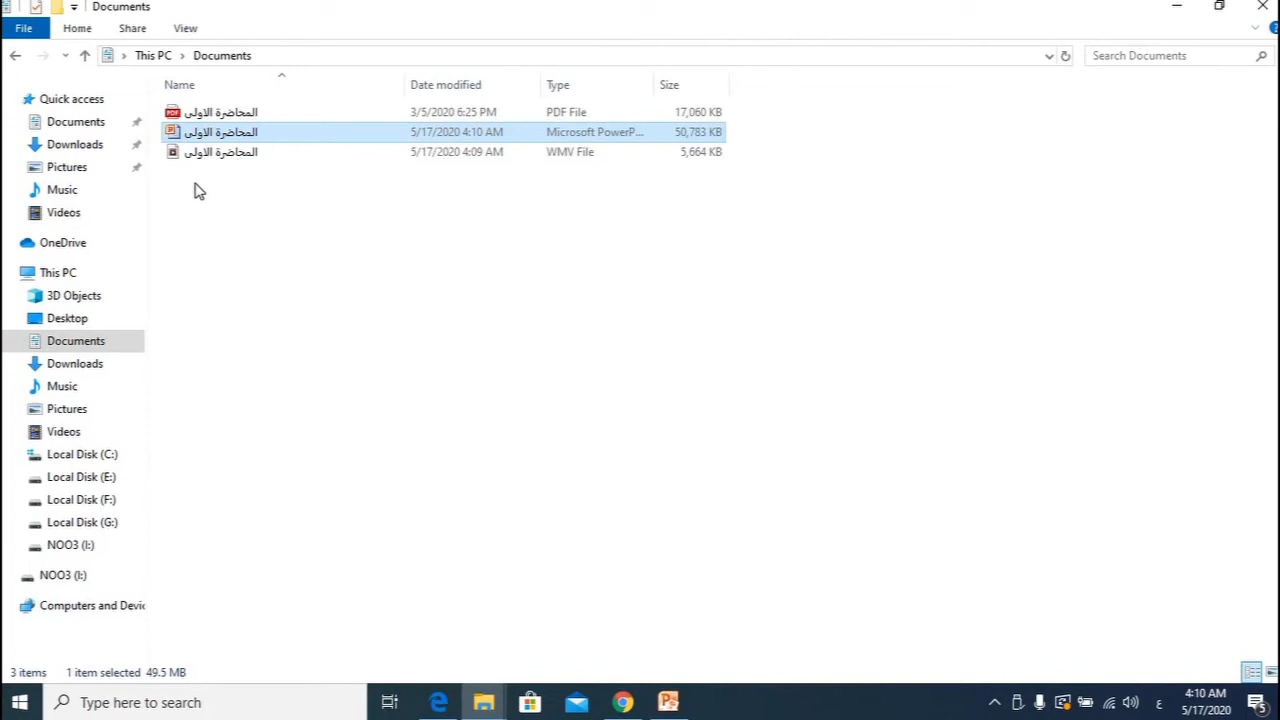 Documents
File Home Share View
This PC > Documents
Search Documents
Name Date modified Type Size
المحاضرة الاولى 3/5/2020 6:25 PM PDF File 17,060 KB
المحاضرة الاولى 5/17/2020 4:10 AM Microsoft PowerP... 50,783 KB
المحاضرة الاولى 5/17/2020 4:09 AM WMV File 5,664 KB
Quick access
Documents
Downloads
Pictures
Music
Videos
OneDrive
This PC
3D Objects
Desktop
Documents
Downloads
Music
Pictures
Videos
Local Disk (C:)
Local Disk (E:)
Local Disk (F:)
Local Disk (G:)
NOO3 (I:)
NOO3 (I:)
Computers and Devic
3 items 1 item selected 49.5 MB
Type here to search
ع
4:10 AM
5/17/2020
5